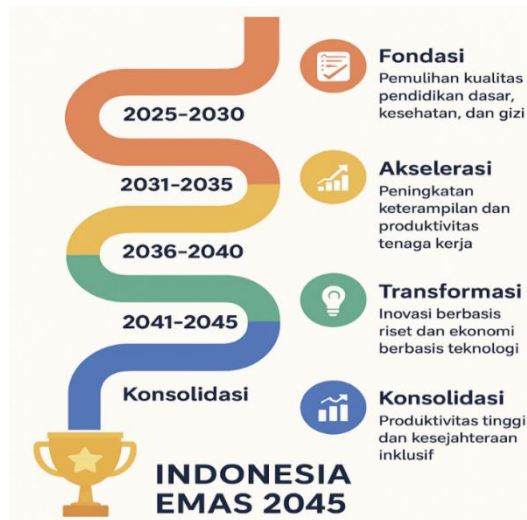 2025–2030
Fondasi
Pemulihan kualitas
pendidikan dasar,
kesehatan, dan gizi
2031–2035
Akselerasi
Peningkatan
keterampilan dan
produktivitas
tenaga kerja
2036–2040
Transformasi
Inovasi berbasis
riset dan ekonomi
berbasis teknologi
2041–2045
Konsolidasi
Konsolidasi
Produktivitas tinggi
dan kesejahteraan
inklusif
INDONESIA
EMAS 2045